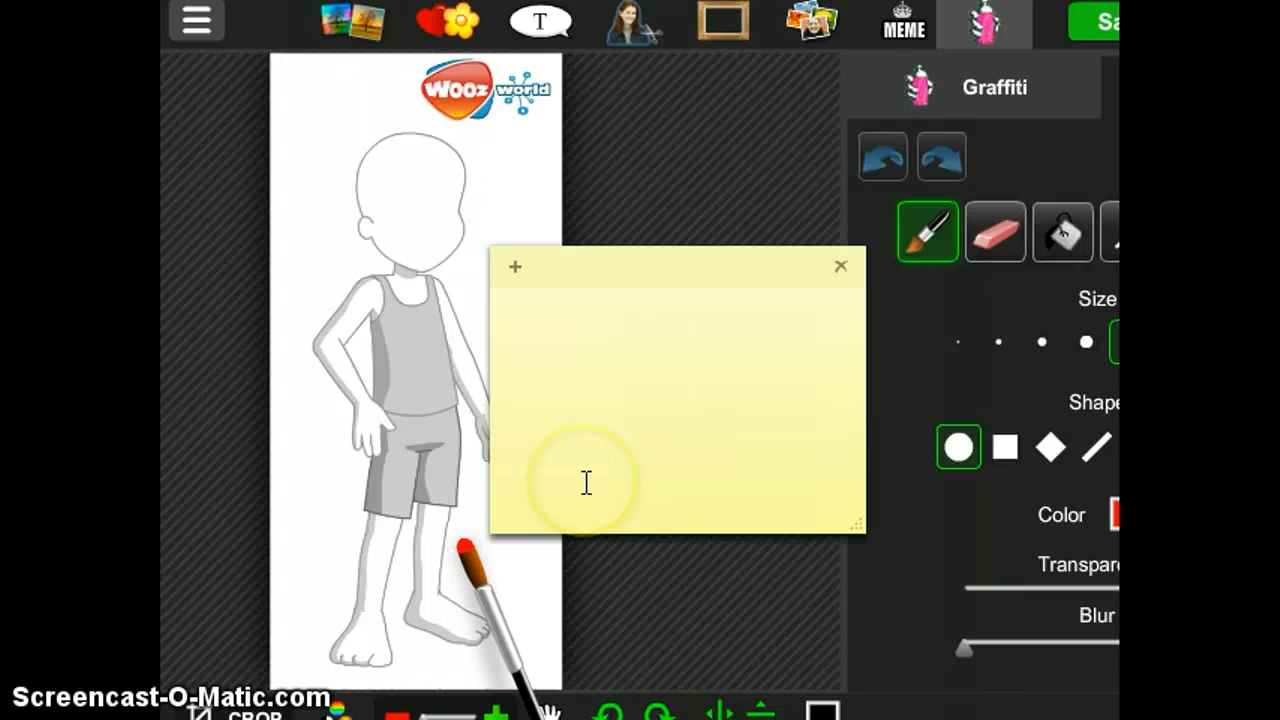 T
MEME
Sa
Wooz world
Graffiti
Size
Shape
Color
Transpare
Blur
CROP
Screencast-O-Matic.com